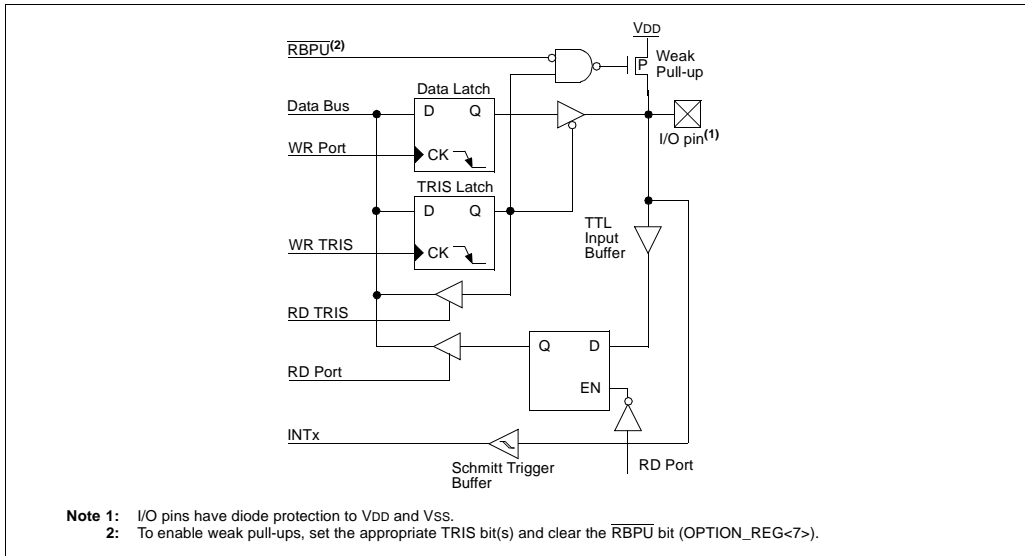 VDD
RBPU(2)
Weak
Pull-up
P
Data Latch
Data Bus
D Q
I/O pin(1)
WR Port
CK
TRIS Latch
D Q
TTL
Input
Buffer
WR TRIS
CK
RD TRIS
Q D
RD Port
EN
INTx
RD Port
Schmitt Trigger
Buffer
Note 1: I/O pins have diode protection to VDD and VSS.
2: To enable weak pull-ups, set the appropriate TRIS bit(s) and clear the RBPU bit (OPTION_REG<7>).